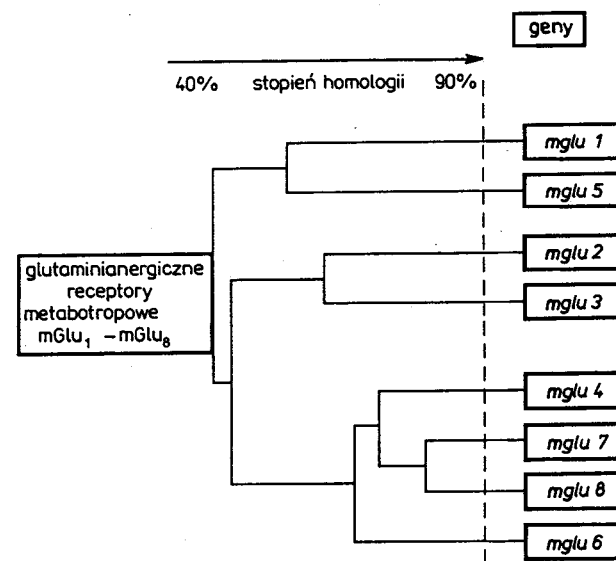 geny
40% stopień homologii 90%
mglu 1
mglu 5
mglu 2
glutaminianergiczne
receptory
metabotropowe
mGlu₁ – mGlu₈
mglu 3
mglu 4
mglu 7
mglu 8
mglu 6